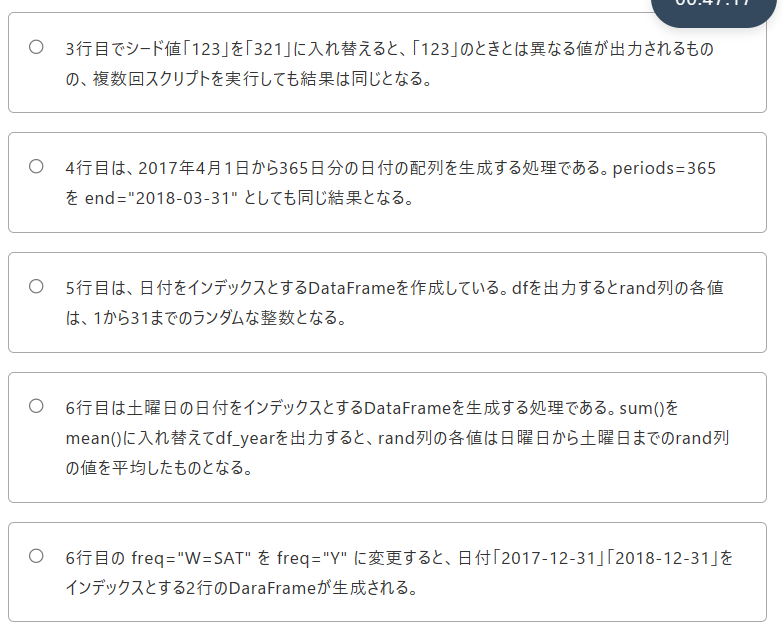 3行目でシード値「123」を「321」に入れ替えると、「123」のときとは異なる値が出力されるもの
の、複数回スクリプトを実行しても結果は同じとなる。
4行目は、2017年4月1日から365日分の日付の配列を生成する処理である。periods=365
を end="2018-03-31" としても同じ結果となる。
5行目は、日付をインデックスとするDataFrameを作成している。dfを出力するとrand列の各値
は、1から31までのランダムな整数となる。
6行目は土曜日の日付をインデックスとするDataFrameを生成する処理である。sum()を
mean()に入れ替えてdf_yearを出力すると、rand列の各値は日曜日から土曜日までのrand列
の値を平均したものとなる。
6行目の freq="W=SAT" を freq="Y" に変更すると、日付「2017-12-31」「2018-12-31」を
インデックスとする2行のDaraFrameが生成される。